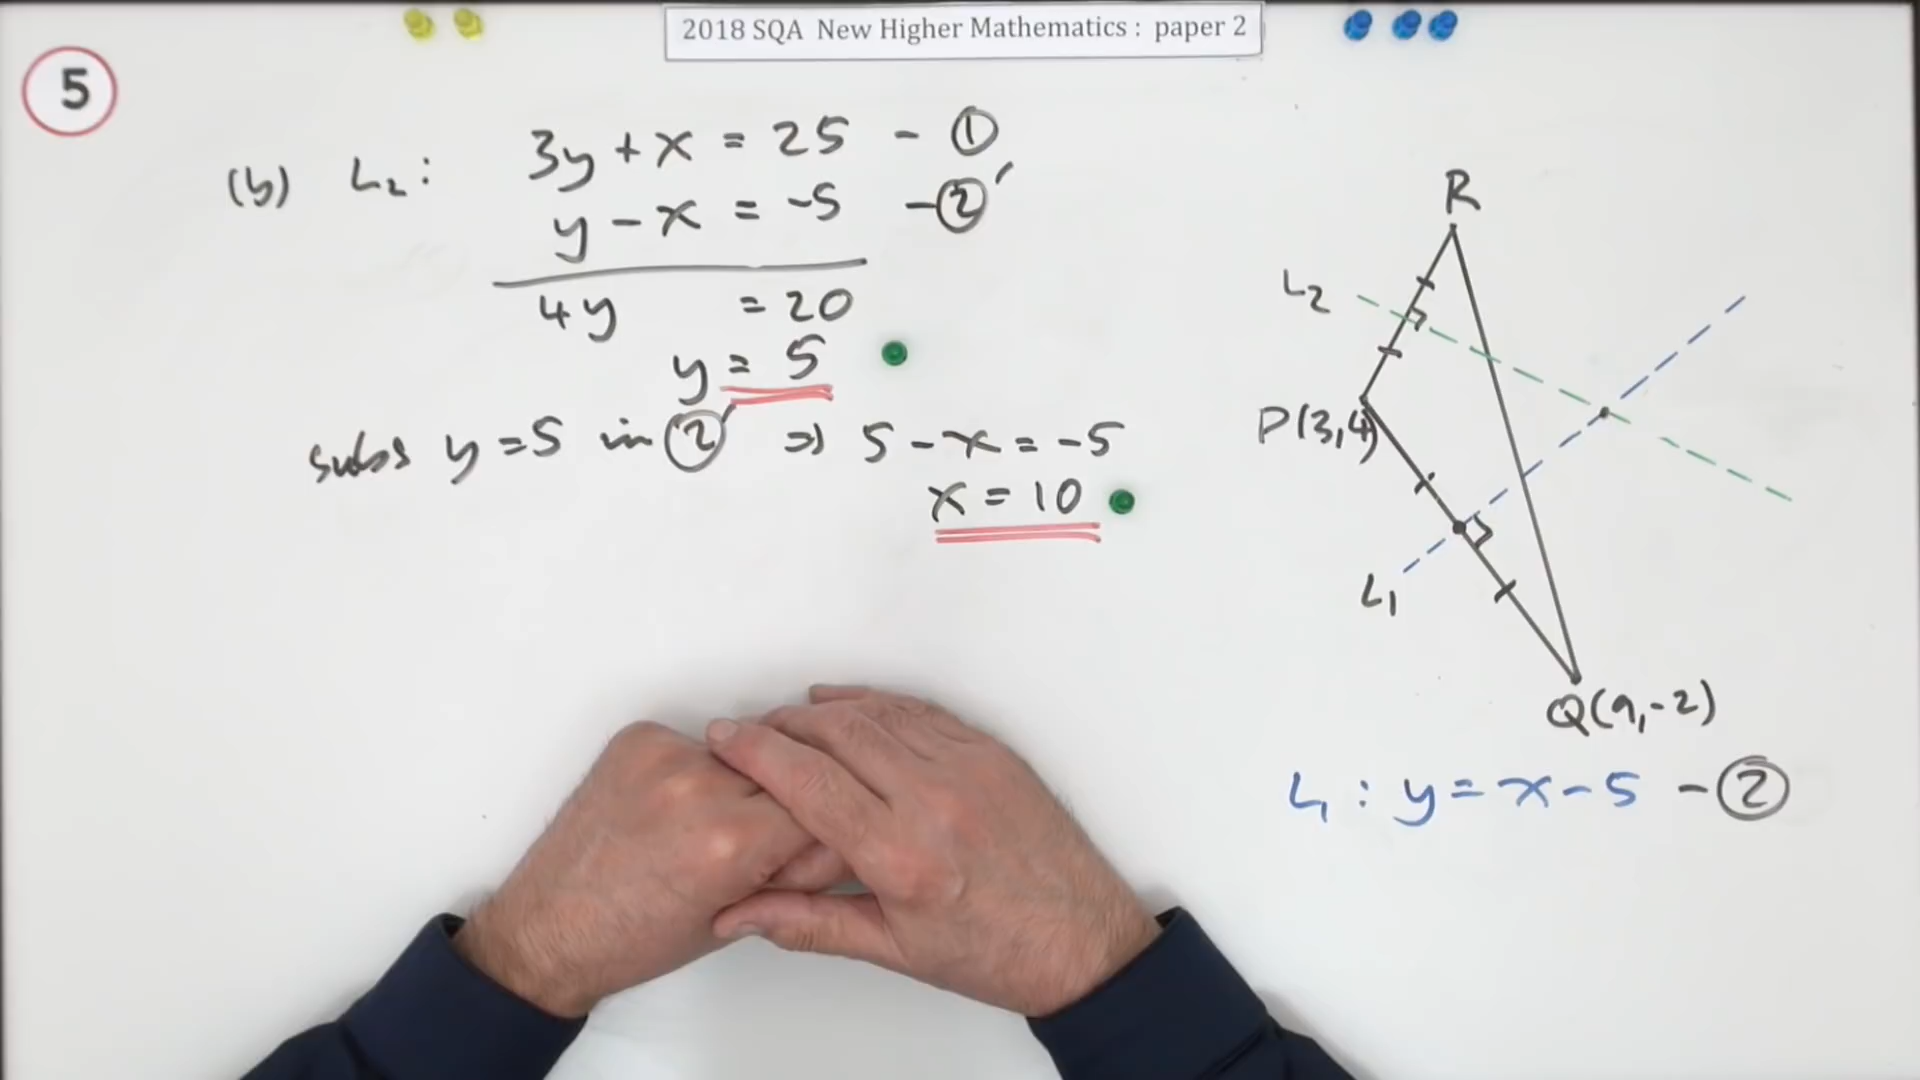 2018 SQA New Higher Mathematics : paper 2
5
(b) L₂ : 3y + x = 25 - ①
y - x = -5 - ②′
4y = 20
y = 5
subs y = 5 in ②′ ⇒ 5 - x = -5
x = 10
R
L₂
P(3,4)
L₁
Q(9,-2)
L₁ : y = x - 5 - ②